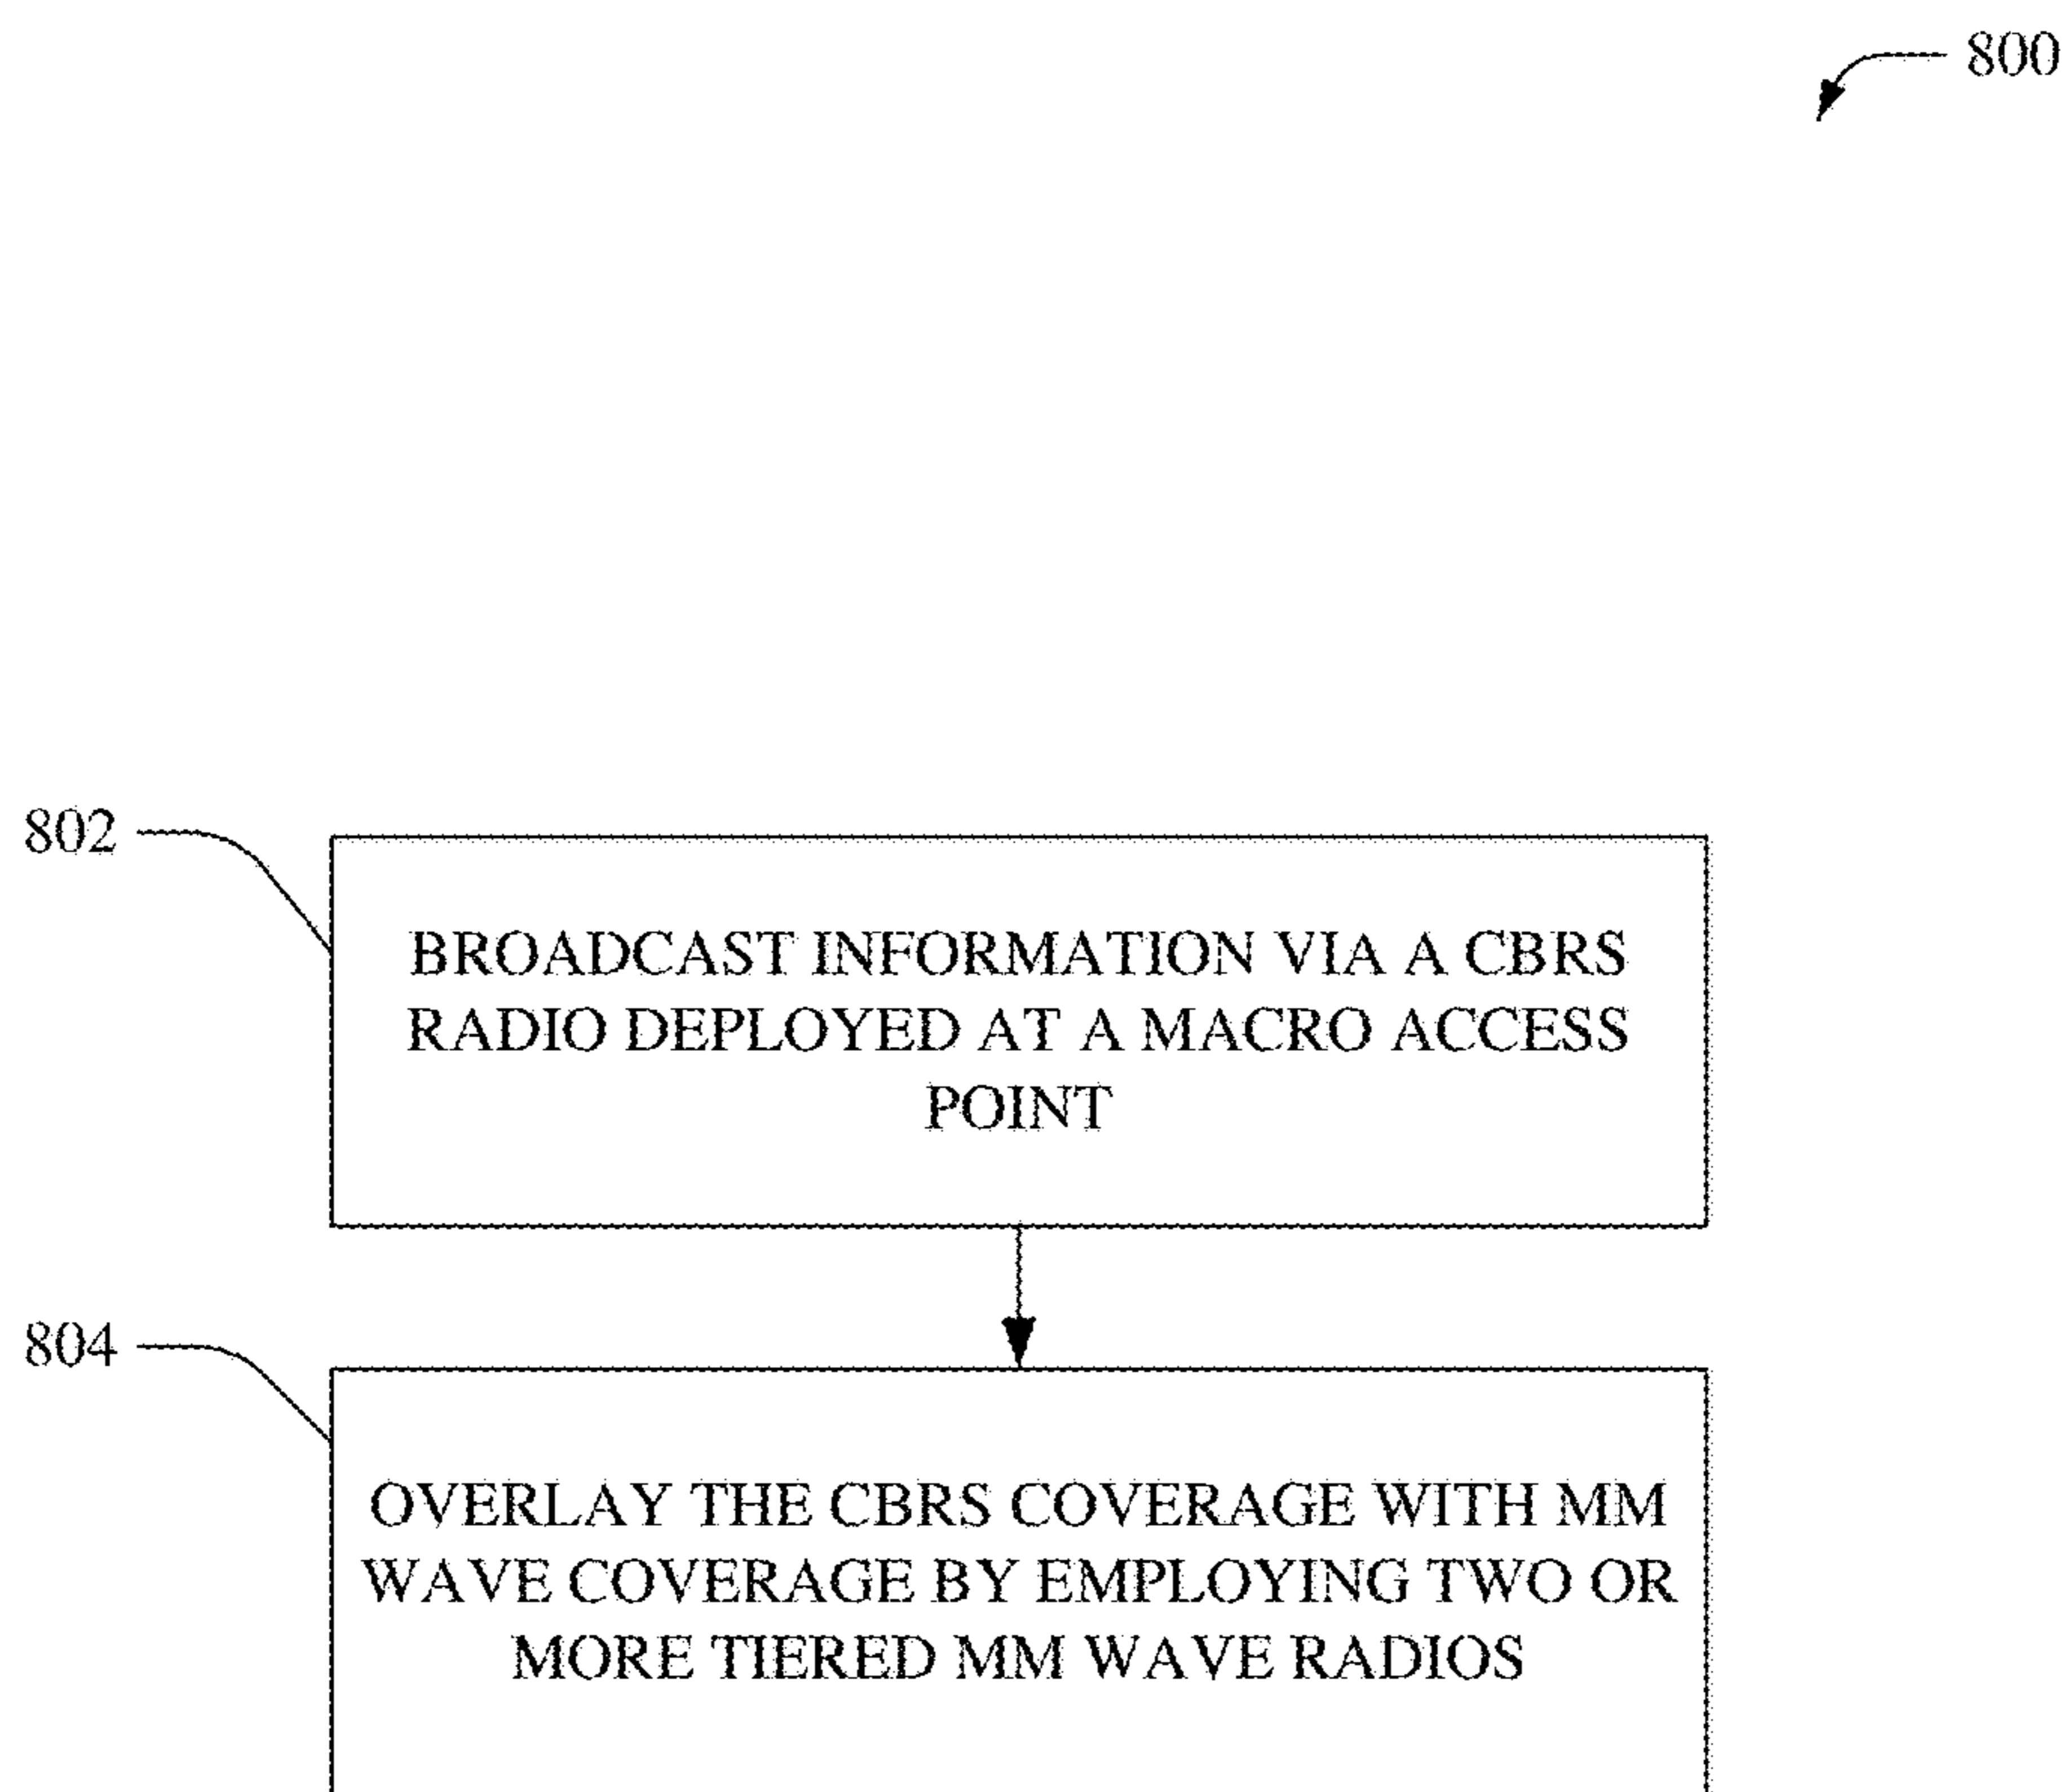 800
802
BROADCAST INFORMATION VIA A CBRS
RADIO DEPLOYED AT A MACRO ACCESS
POINT
804
OVERLAY THE CBRS COVERAGE WITH MM
WAVE COVERAGE BY EMPLOYING TWO OR
MORE TIERED MM WAVE RADIOS